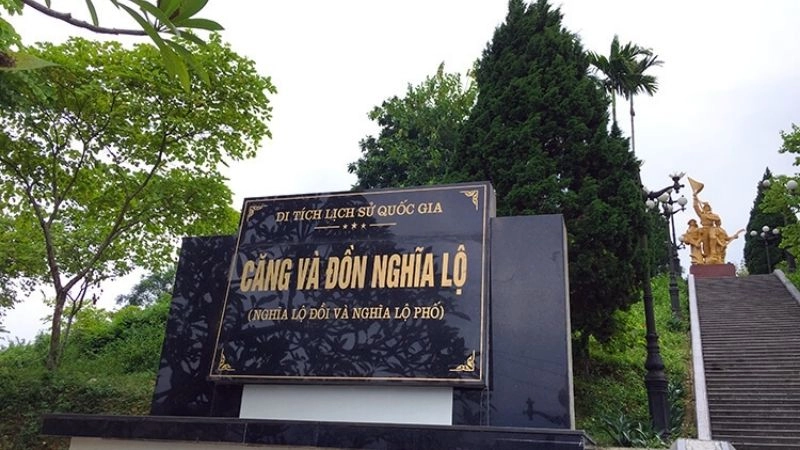 DI TÍCH LỊCH SỬ QUỐC GIA
CĂNG VÀ ĐỒN NGHĨA LỘ
(NGHĨA LỘ ĐỒI VÀ NGHĨA LỘ PHỐ)